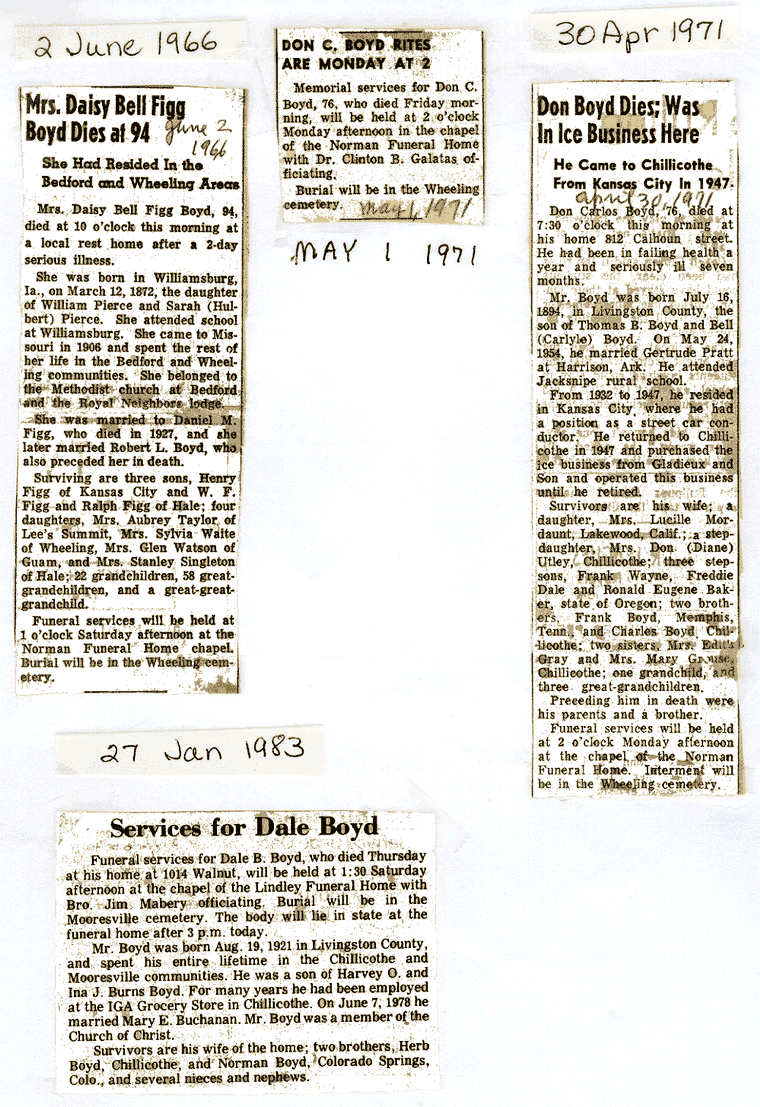 2 June 1966
Mrs. Daisy Bell Figg
Boyd Dies at 94
June 2
1966
She Had Resided In the
Bedford and Wheeling Areas
Mrs. Daisy Bell Figg Boyd, 94,
died at 10 o'clock this morning at
a local rest home after a 2-day
serious illness.
She was born in Williamsburg,
Ia., on March 12, 1872, the daughter
of William Pierce and Sarah (Hul-
bert) Pierce. She attended school
at Williamsburg. She came to Mis-
souri in 1906 and spent the rest of
her life in the Bedford and Wheel-
ing communities. She belonged to
the Methodist church at Bedford
and the Royal Neighbors lodge.
She was married to Daniel M.
Figg, who died in 1927, and she
later married Robert L. Boyd, who
also preceded her in death.
Surviving are three sons, Henry
Figg of Kansas City and W. F.
Figg and Ralph Figg of Hale; four
daughters, Mrs. Aubrey Taylor of
Lee's Summit, Mrs. Sylvia Waite
of Wheeling, Mrs. Glen Watson of
Guam, and Mrs. Stanley Singleton
of Hale; 22 grandchildren, 58 great-
grandchildren, and a great-great-
grandchild.
Funeral services will be held at
1 o'clock Saturday afternoon at the
Norman Funeral Home chapel.
Burial will be in the Wheeling cem-
etery.
DON C. BOYD RITES
ARE MONDAY AT 2
Memorial services for Don C.
Boyd, 76, who died Friday mor-
ning, will be held at 2 o'clock
Monday afternoon in the chapel
of the Norman Funeral Home
with Dr. Clinton B. Galatas of-
ficiating.
Burial will be in the Wheeling
cemetery.
May 1, 1971
MAY 1 1971
30 Apr 1971
Don Boyd Dies; Was
In Ice Business Here
He Came to Chillicothe
From Kansas City In 1947.
april 30, 1971
Don Carlos Boyd, 76, died at
7:30 o'clock this morning at
his home 812 Calhoun street.
He had been in failing health a
year and seriously ill seven
months.
Mr. Boyd was born July 16,
1894, in Livingston County, the
son of Thomas B. Boyd and Bell
(Carlyle) Boyd. On May 24,
1954, he married Gertrude Pratt
at Harrison, Ark. He attended
Jacksnipe rural school.
From 1932 to 1947, he resided
in Kansas City, where he had
a position as a street car con-
ductor. He returned to Chilli-
cothe in 1947 and purchased the
ice business from Gladieux and
Son and operated this business
until he retired.
Survivors are his wife; a
daughter, Mrs. Lucille Mor-
daunt, Lakewood, Calif.; a step-
daughter, Mrs. Don (Diane)
Utley, Chillicothe; three step-
sons, Frank Wayne, Freddie
Dale and Ronald Eugene Bak-
er, state of Oregon; two broth-
ers, Frank Boyd, Memphis,
Tenn., and Charles Boyd, Chil-
licothe; two sisters, Mrs. Edith
Gray and Mrs. Mary Grouse,
Chillicothe; one grandchild, and
three great-grandchildren.
Preceding him in death were
his parents and a brother.
Funeral services will be held
at 2 o'clock Monday afternoon
at the chapel of the Norman
Funeral Home. Interment will
be in the Wheeling cemetery.
27 Jan 1983
Services for Dale Boyd
Funeral services for Dale B. Boyd, who died Thursday
at his home at 1014 Walnut, will be held at 1:30 Saturday
afternoon at the chapel of the Lindley Funeral Home with
Bro. Jim Mabery officiating. Burial will be in the
Mooresville cemetery. The body will lie in state at the
funeral home after 3 p.m. today.
Mr. Boyd was born Aug. 19, 1921 in Livingston County,
and spent his entire lifetime in the Chillicothe and
Mooresville communities. He was a son of Harvey O. and
Ina J. Burns Boyd. For many years he had been employed
at the IGA Grocery Store in Chillicothe. On June 7, 1978 he
married Mary E. Buchanan. Mr. Boyd was a member of the
Church of Christ.
Survivors are his wife of the home; two brothers, Herb
Boyd, Chillicothe, and Norman Boyd, Colorado Springs,
Colo., and several nieces and nephews.